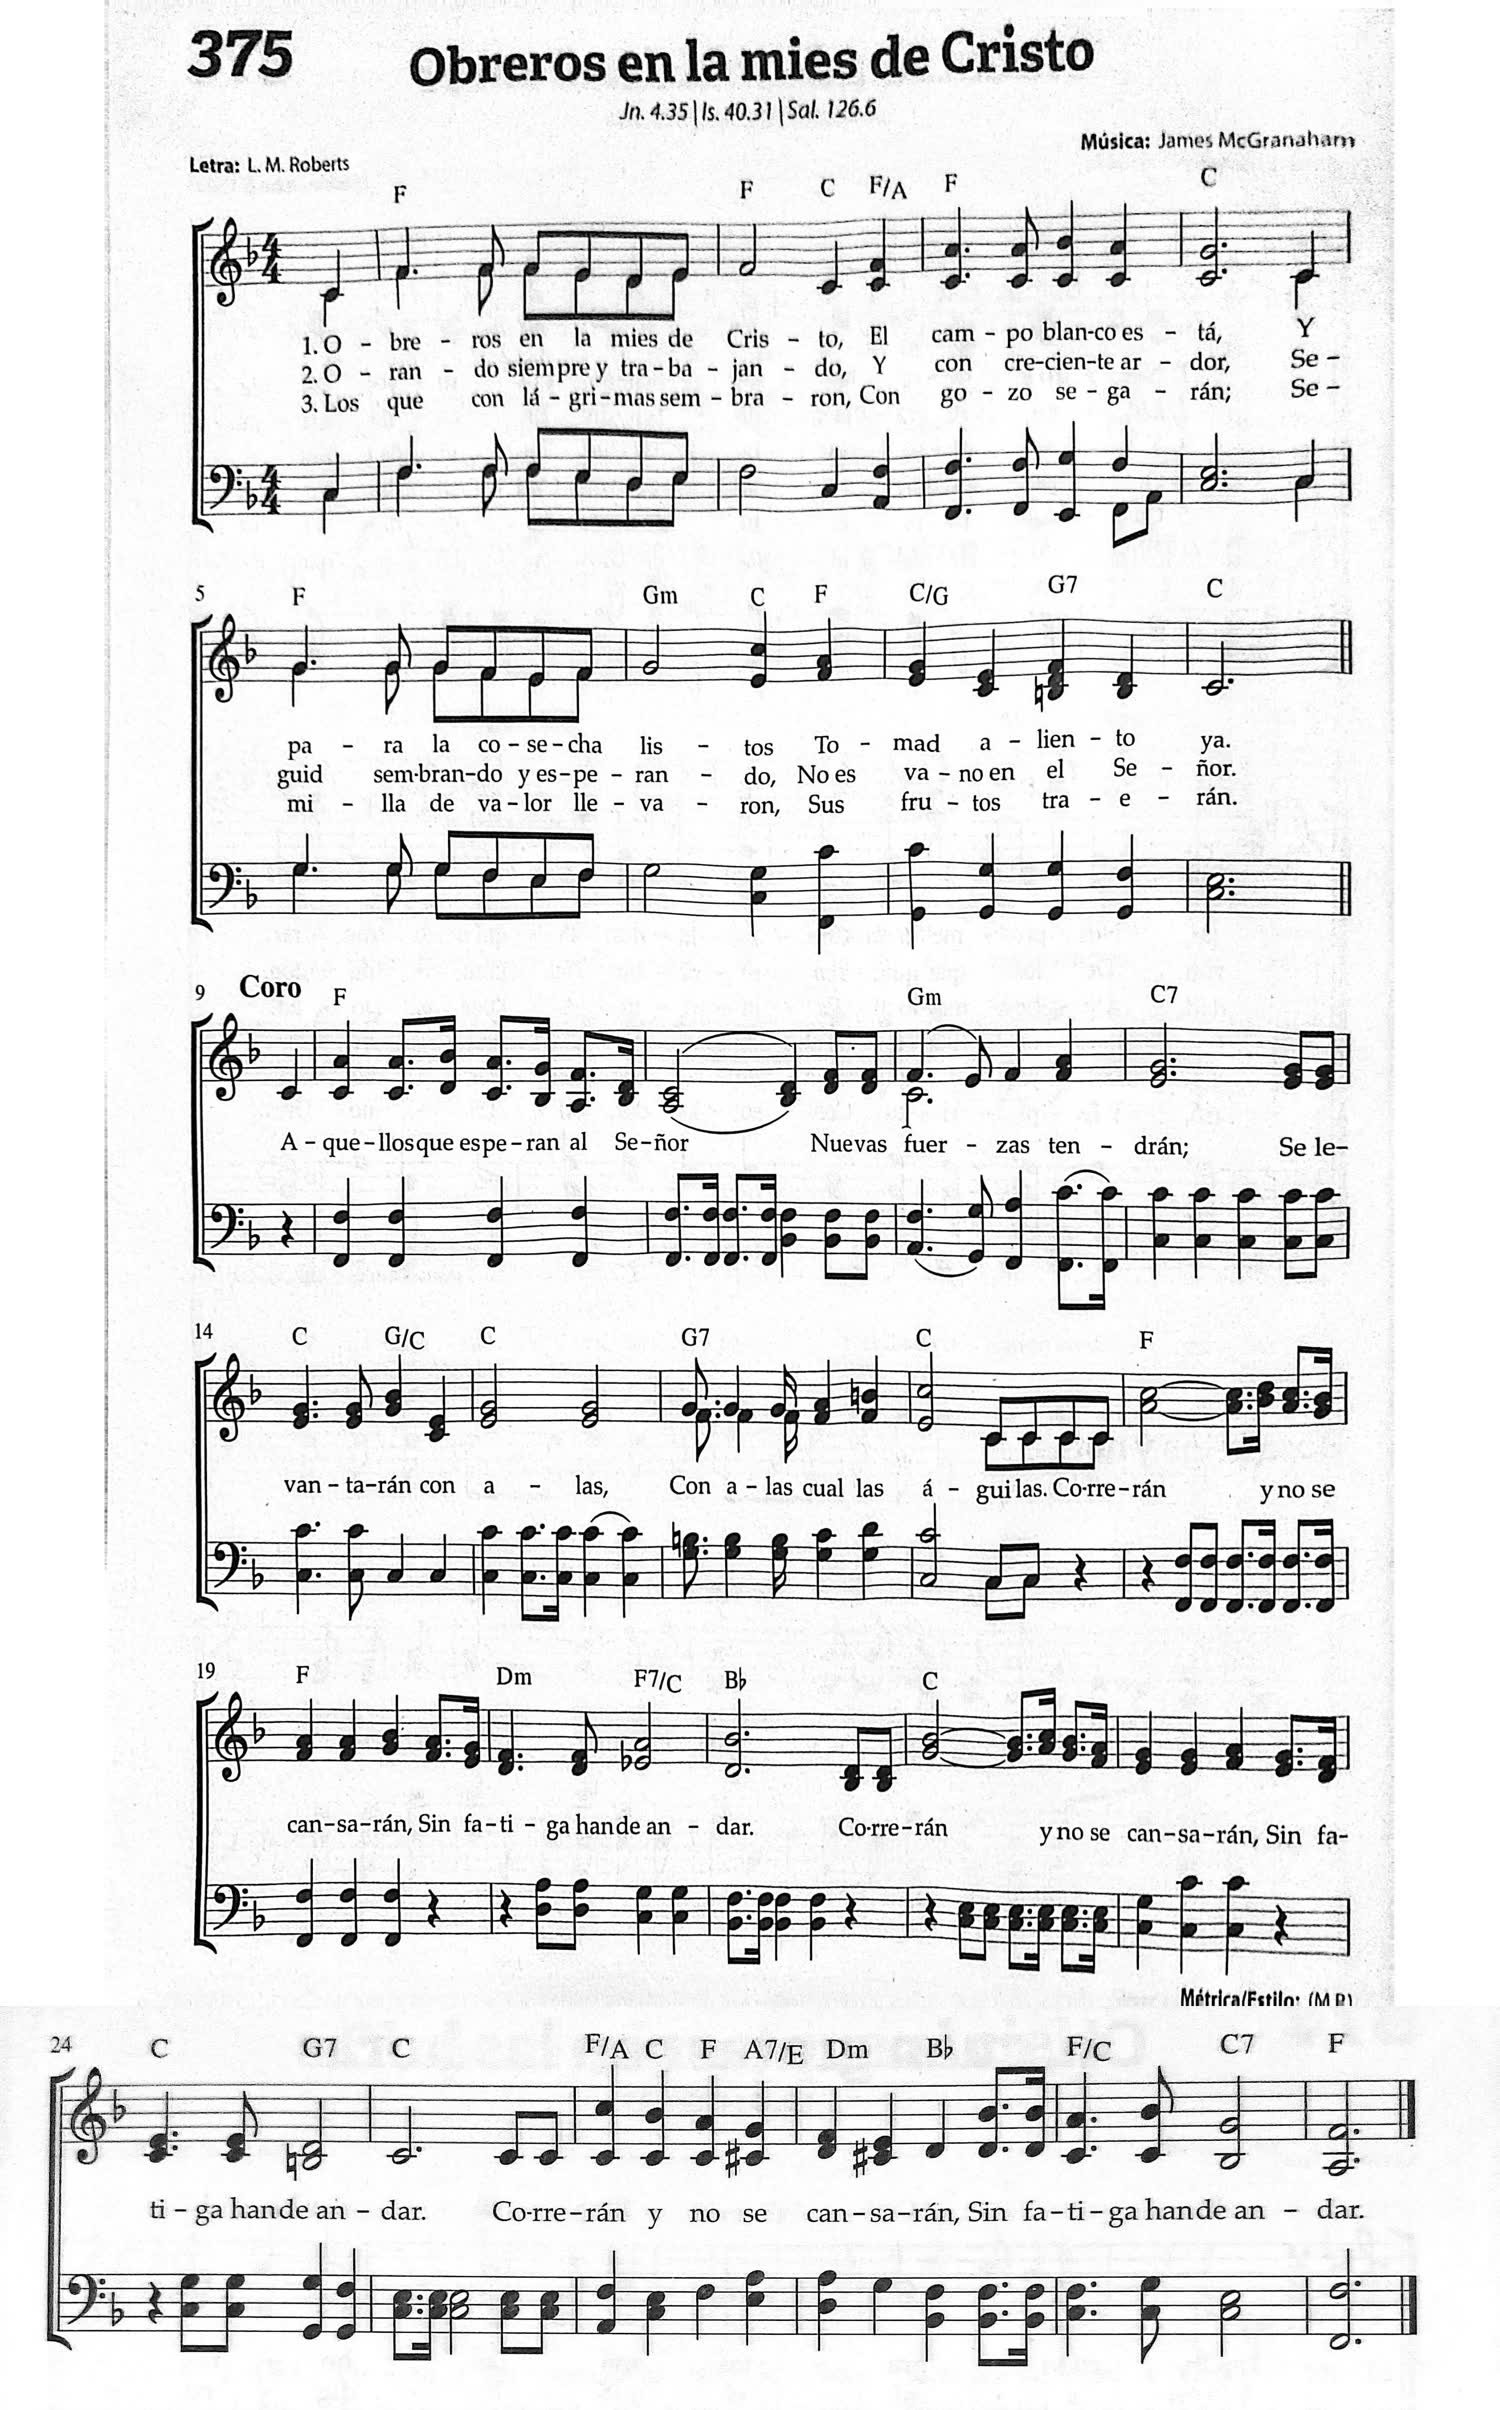 375
Obreros en la mies de Cristo
Jn. 4.35 | Is. 40.31 | Sal. 126.6
Música: James McGranaham
Letra: L. M. Roberts
F F C F/A F C
4 4
1. O - bre - ros en la mies de Cris - to, El cam - po blan-co es - tá, Y
2. O - ran - do siempre y tra-ba - jan - do, Y con cre-cien-te ar - dor, Se-
3. Los que con lá-gri-mas sem-bra - ron, Con go - zo se-ga - rán; Se-
4 4
5
F Gm C F C/G G7 C
pa - ra la co-se-cha lis - tos To - mad a - lien - to ya.
guid sem-bran-do y es-pe-ran - do, No es va-no en el Se - ñor.
mi - lla de va-lor lle-va - ron, Sus fru-tos tra-e - rán.
9 Coro
F Gm C7
A-que-llos que espe-ran al Se-ñor Nuevas fuer - zas ten - drán; Se le-
14
C G/C C G7 C F
van-ta-rán con a - las, Con a-las cual las á-guilas. Co-rre-rán y no se
19
F Dm F7/C B♭ C
can-sa-rán, Sin fa-ti - ga han de an - dar. Co-rre-rán y no se can-sa-rán, Sin fa-
Métrica/Estilo: (M.R)
24
C G7 C F/A C F A7/E Dm B♭ F/C C7 F
ti-ga han de an-dar. Co-rre-rán y no se can-sa-rán, Sin fa-ti-ga han de an - dar.